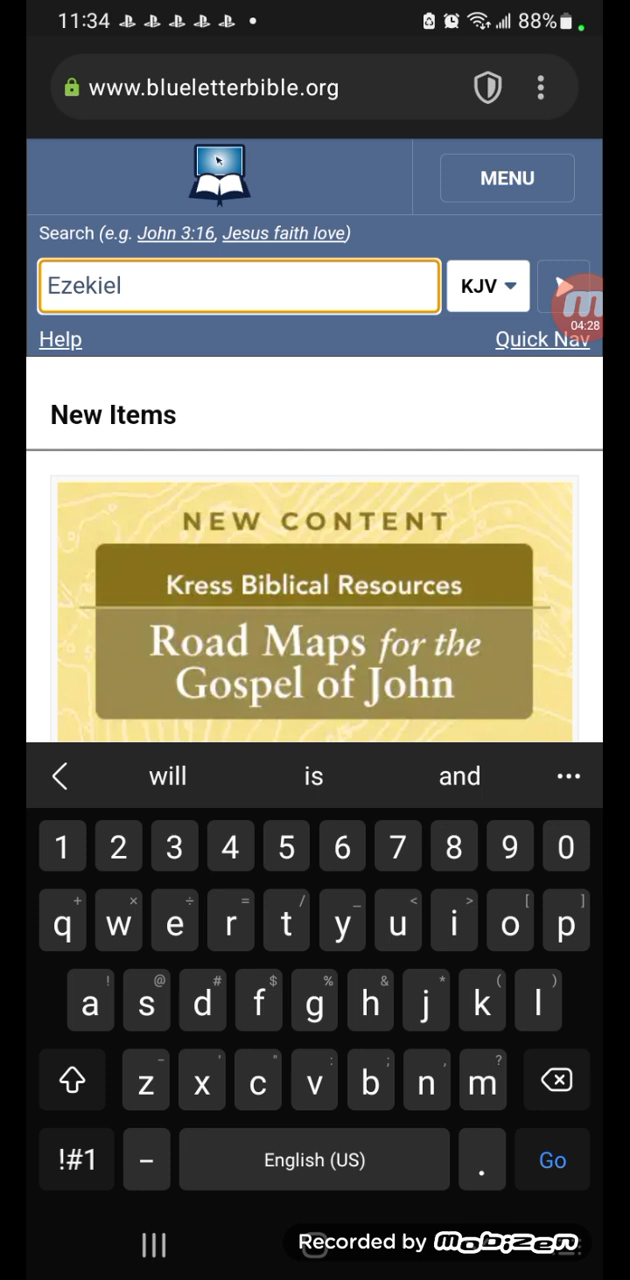 11:34 88%
www.blueletterbible.org
MENU
Search (e.g. John 3:16, Jesus faith love)
Ezekiel KJV
04:28
Help Quick Nav
New Items
NEW CONTENT
Kress Biblical Resources
Road Maps for the
Gospel of John
will is and ...
1 2 3 4 5 6 7 8 9 0
+ × ÷ = / _ < > [ ]
q w e r t y u i o p
! @ # $ % & * ( )
a s d f g h j k l
- ' " : ; , ?
z x c v b n m
!#1 – English (US) . Go
Recorded by mobizen